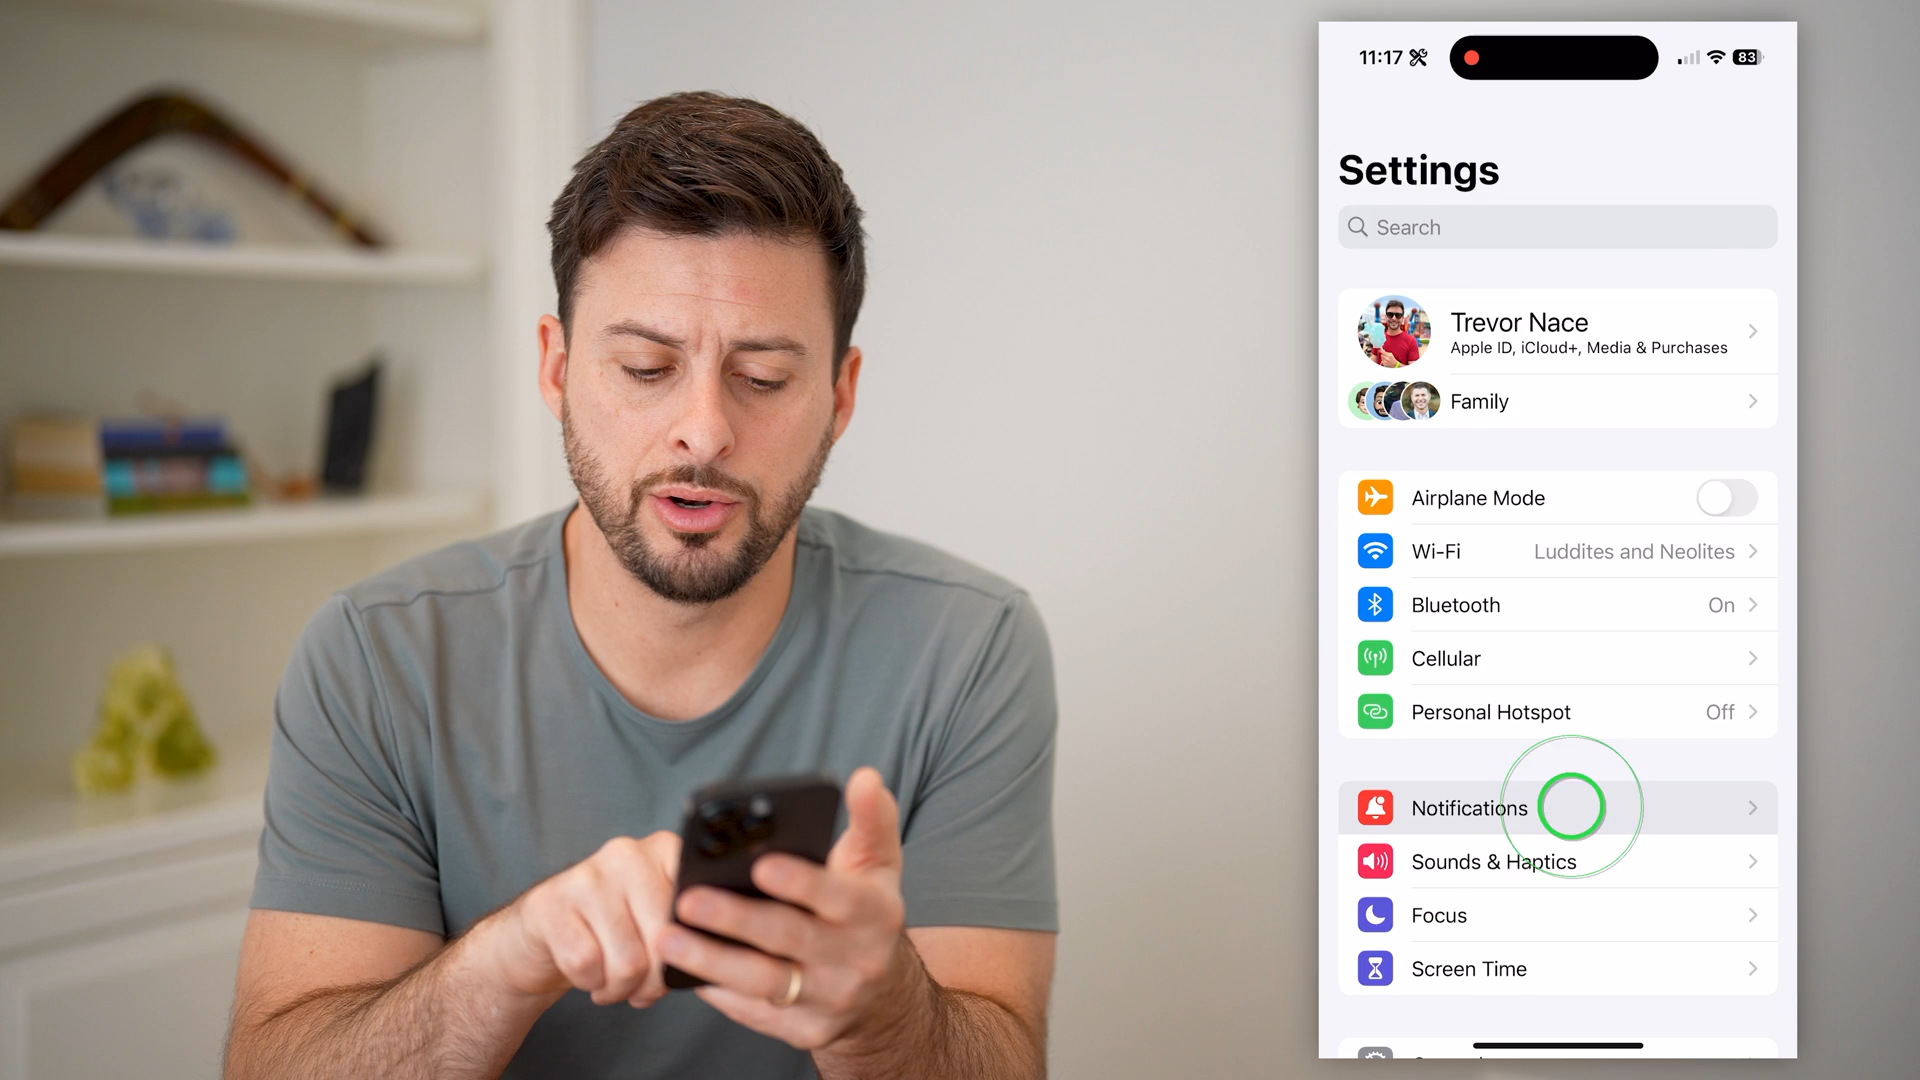 11:17
83
Settings
Search
Trevor Nace
Apple ID, iCloud+, Media & Purchases
Family
Airplane Mode
Wi-Fi Luddites and Neolites
Bluetooth On
Cellular
Personal Hotspot Off
Notifications
Sounds & Haptics
Focus
Screen Time